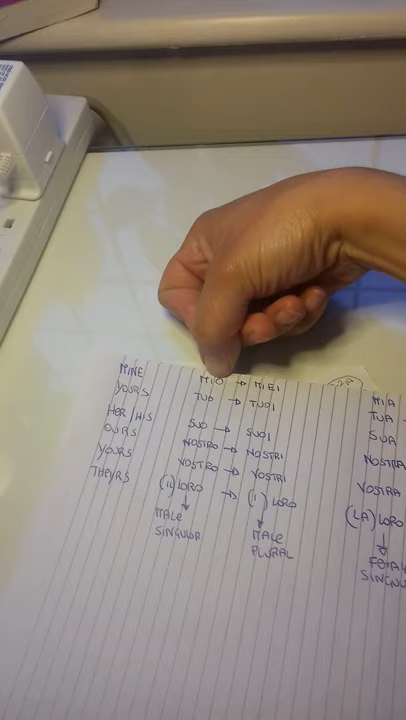 MINE MIO → MIEI MIA
YOURS TUO → TUOI TUA
HER/HIS SUO → SUOI SUA
OURS NOSTRO → NOSTRI NOSTRA
YOURS VOSTRO → VOSTRI VOSTRA
THEYRS (IL) LORO → (I) LORO (LA) LORO
MALE MALE
SINGULAR PLURAL